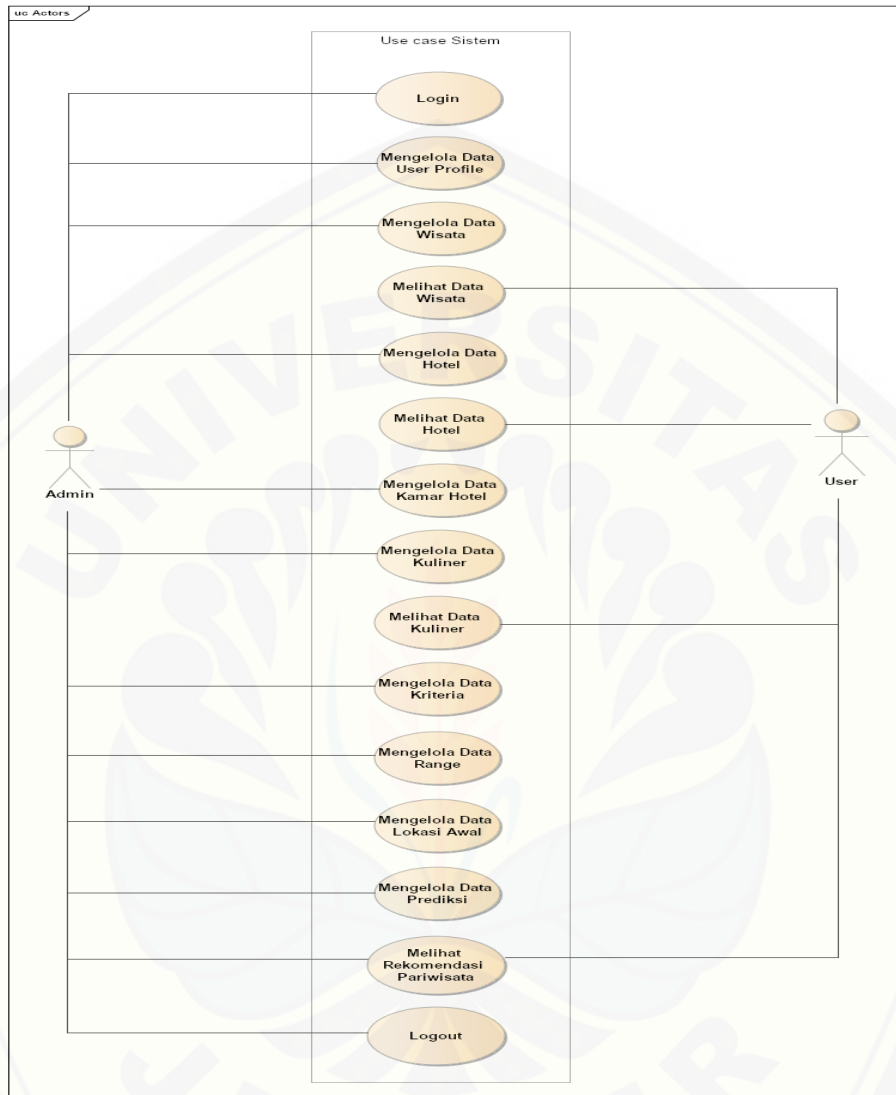 uc Actors
Use case Sistem
Login
Mengelola Data
User Profile
Mengelola Data
Wisata
Melihat Data
Wisata
Mengelola Data
Hotel
Melihat Data
Hotel
Admin
User
Mengelola Data
Kamar Hotel
Mengelola Data
Kuliner
Melihat Data
Kuliner
Mengelola Data
Kriteria
Mengelola Data
Range
Mengelola Data
Lokasi Awal
Mengelola Data
Prediksi
Melihat
Rekomendasi
Pariwisata
Logout
UNIVERSITAS